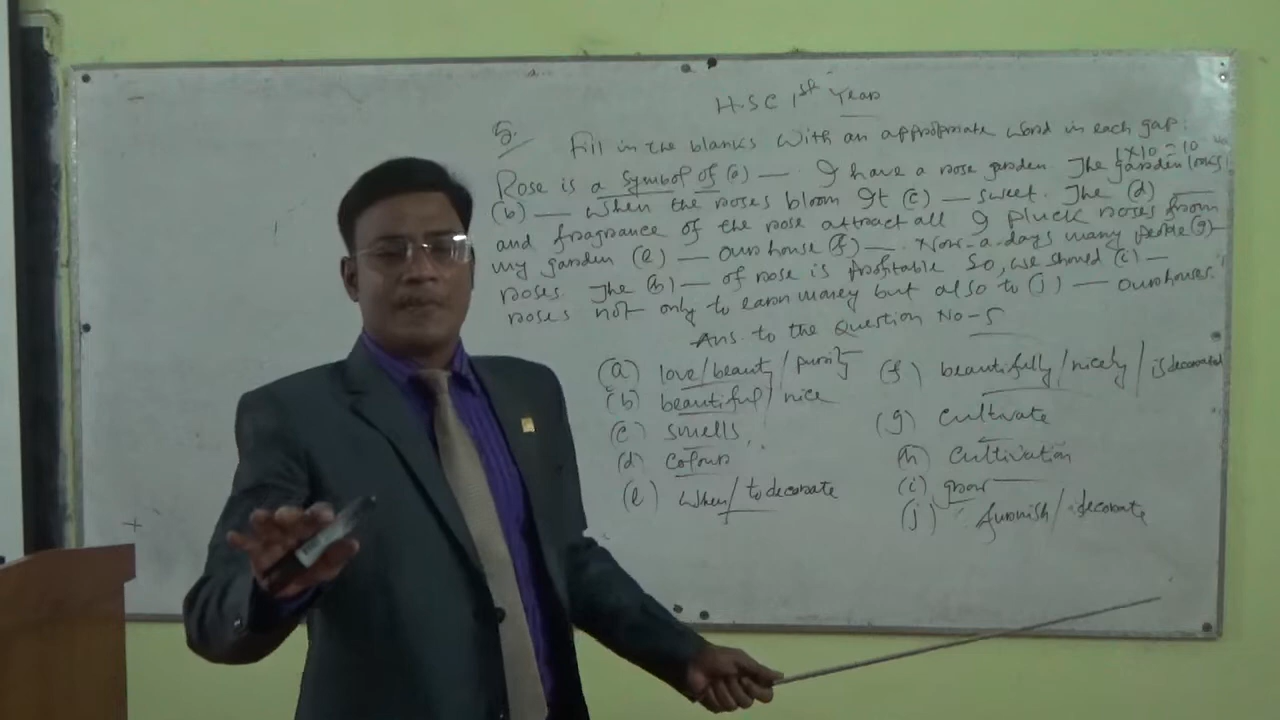 H.S.C 1st Year
5. Fill in the blanks with an appropriate word in each gap.
1X10=10
Rose is a symbol of (a) — . I have a rose garden. The garden looks
(b) — when the roses bloom It (c) — sweet. The (d) —
and fragrance of the rose attract all I pluck roses from
my garden (e) — our house (f) — . Now-a-days many people (g) —
roses. The (h) — of rose is profitable So, we should (i) —
roses not only to earn money but also to (j) — our houses.
Ans. to the Question No-5
(a) love/beauty/purity
(b) beautiful/nice
(c) smells
(d) colour
(e) when/to decorate
(f) beautifully/nicely/is decorated
(g) cultivate
(h) cultivation
(i) grow
(j) furnish/decorate